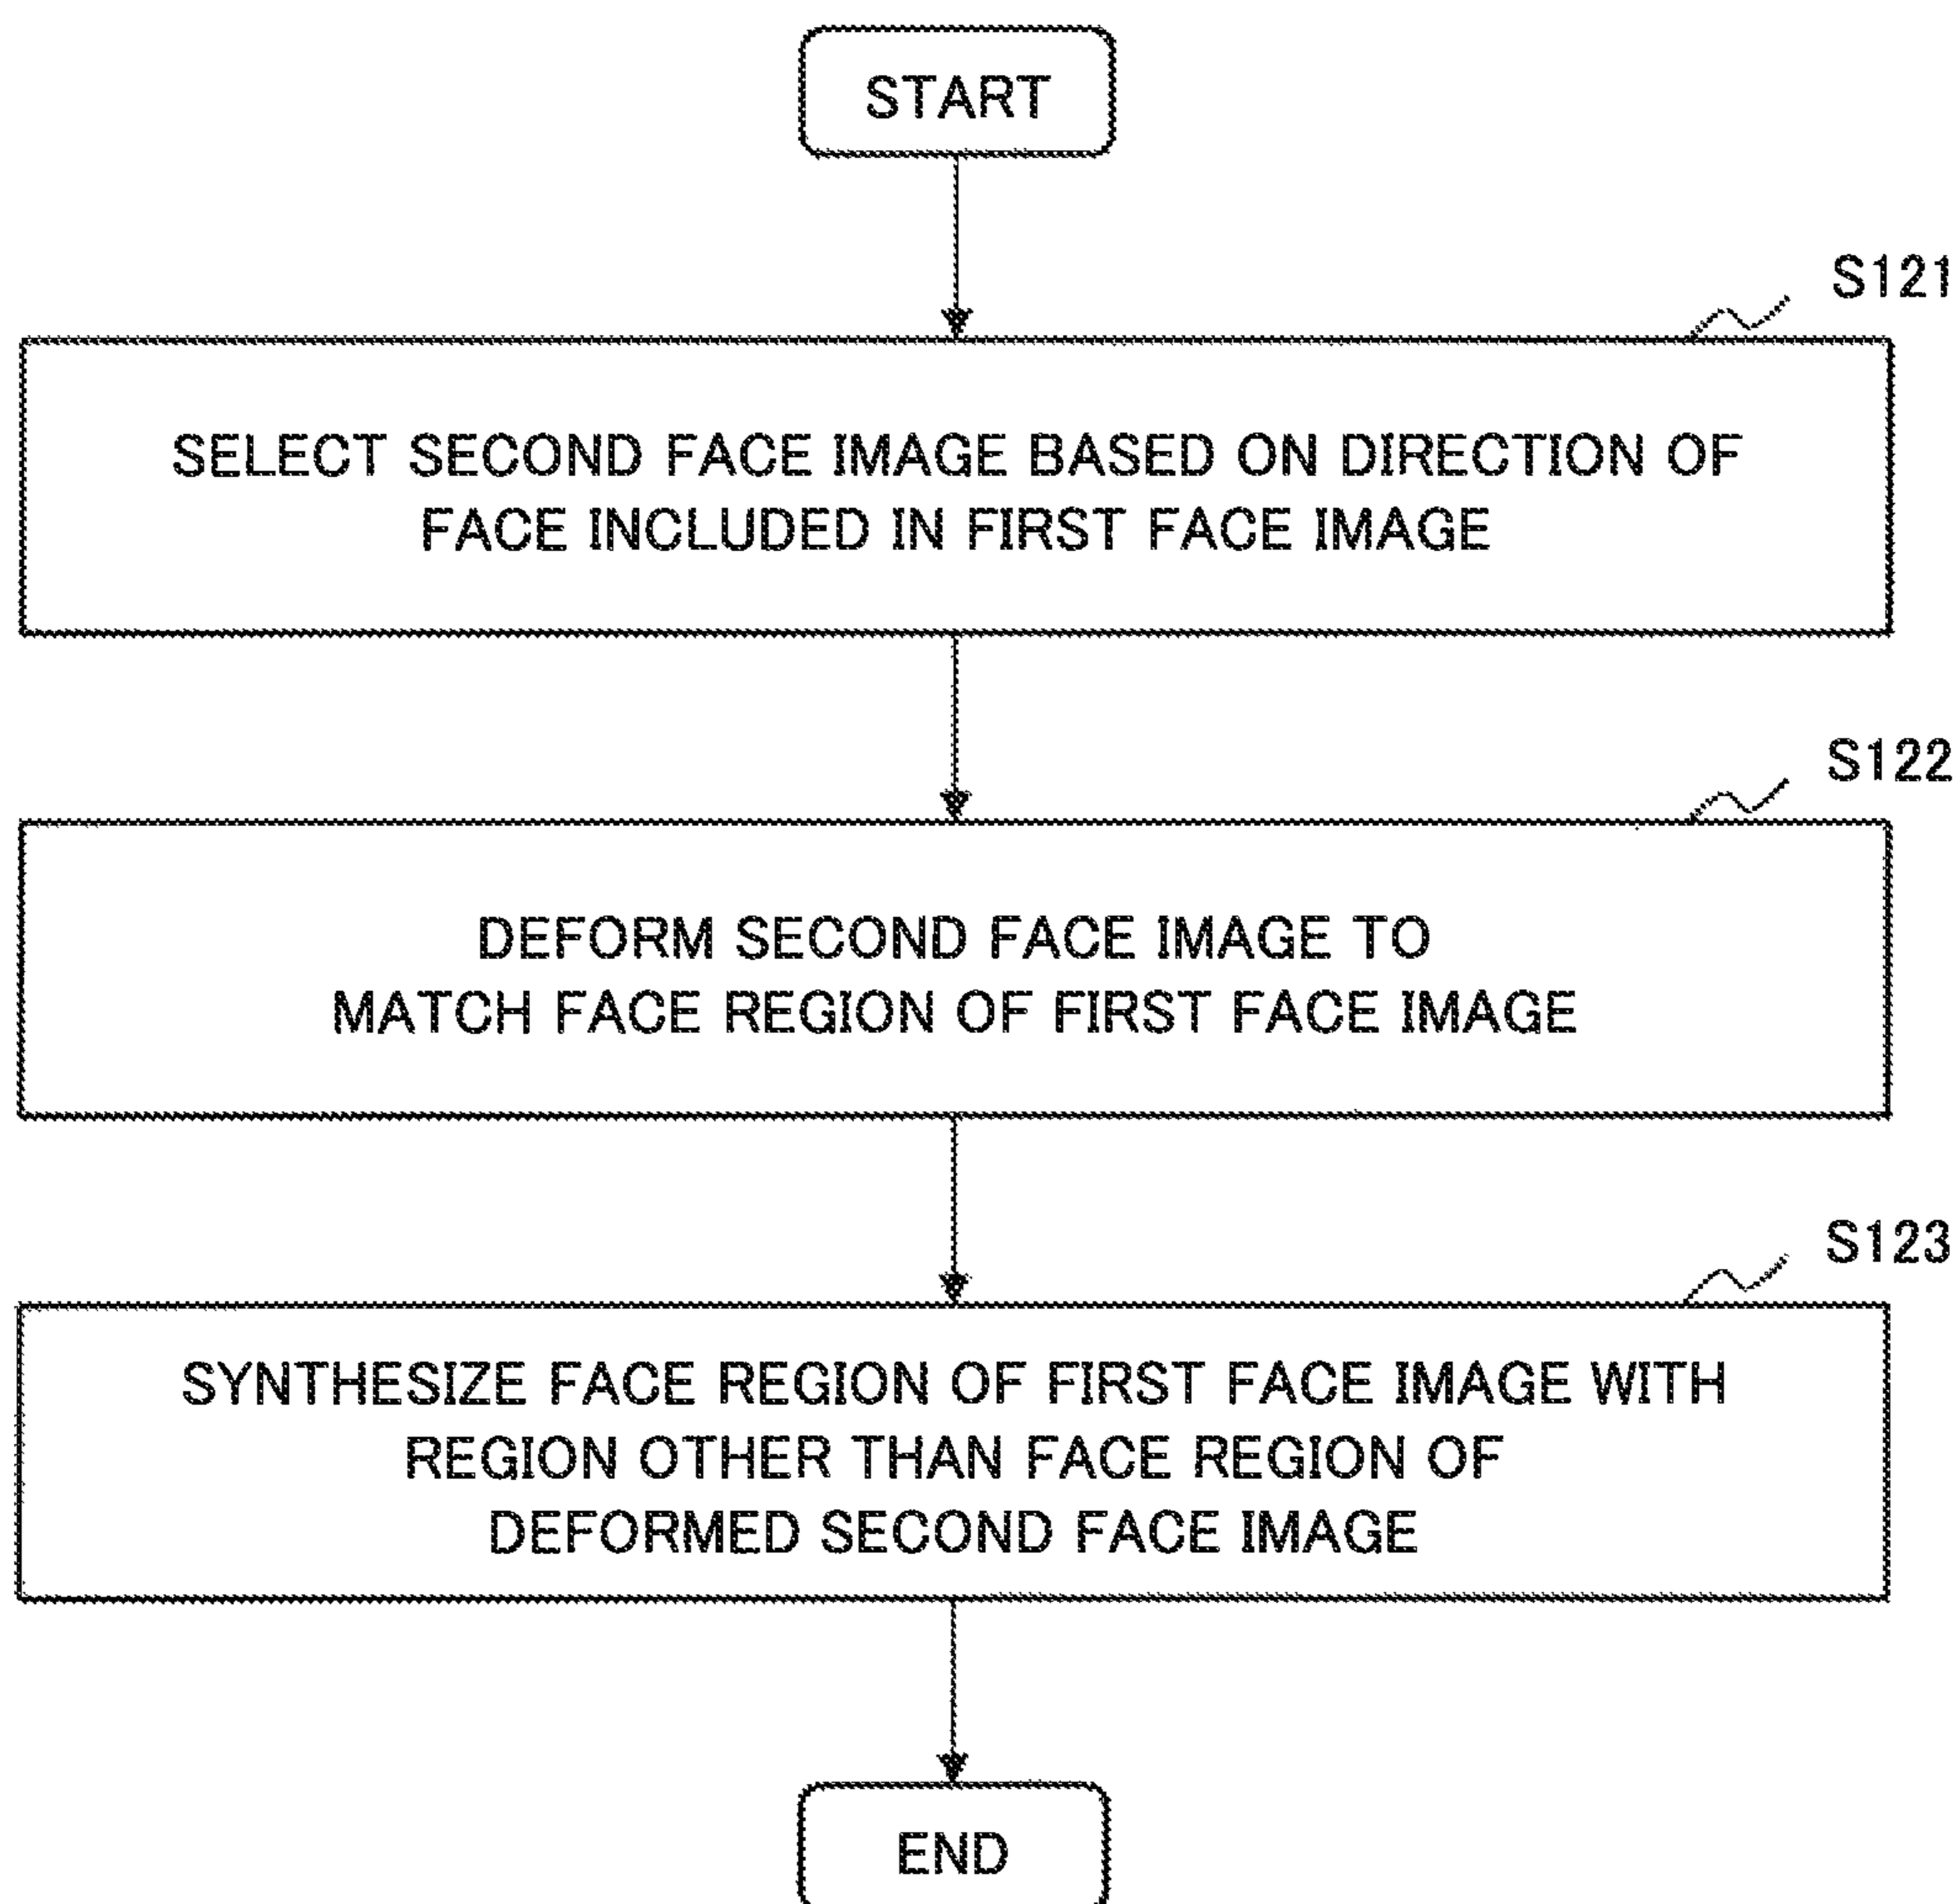 START
S121
SELECT SECOND FACE IMAGE BASED ON DIRECTION OF
FACE INCLUDED IN FIRST FACE IMAGE
S122
DEFORM SECOND FACE IMAGE TO
MATCH FACE REGION OF FIRST FACE IMAGE
S123
SYNTHESIZE FACE REGION OF FIRST FACE IMAGE WITH
REGION OTHER THAN FACE REGION OF
DEFORMED SECOND FACE IMAGE
END